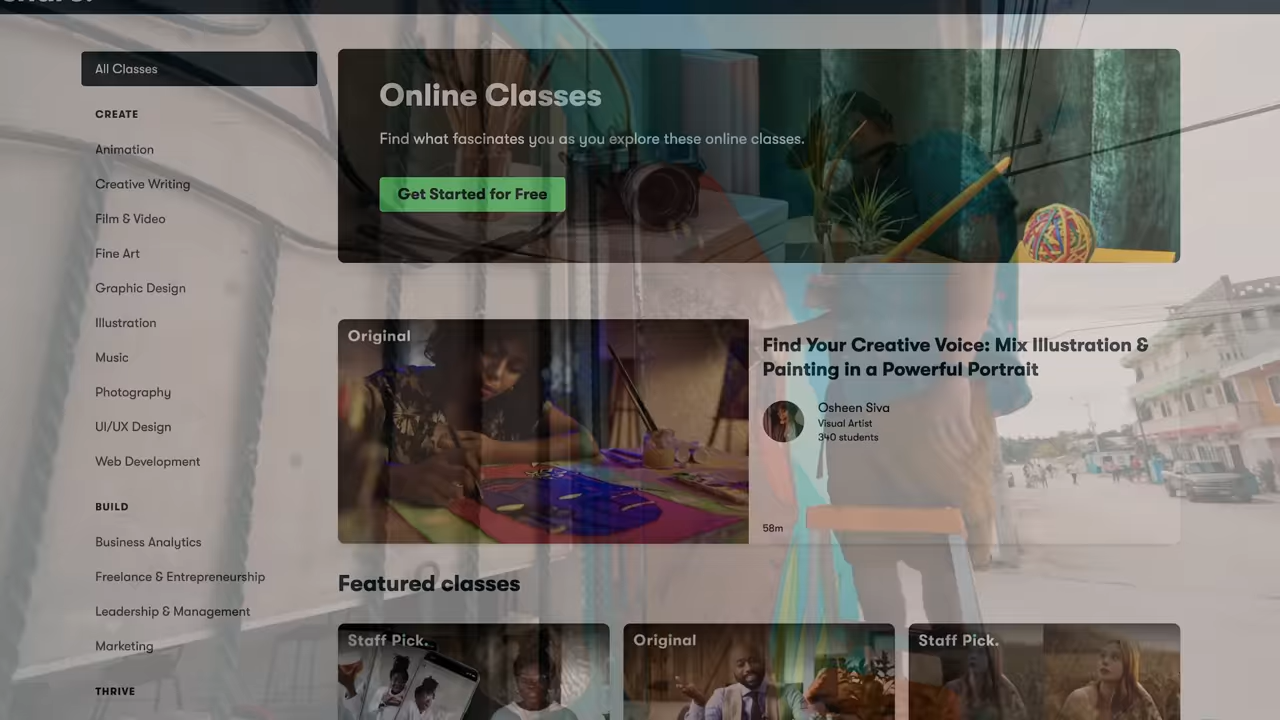 All Classes
CREATE
Animation
Creative Writing
Film & Video
Fine Art
Graphic Design
Illustration
Music
Photography
UI/UX Design
Web Development
BUILD
Business Analytics
Freelance & Entrepreneurship
Leadership & Management
Marketing
THRIVE
Online Classes
Find what fascinates you as you explore these online classes.
Get Started for Free
Original
Find Your Creative Voice: Mix Illustration &
Painting in a Powerful Portrait
Osheen Siva
Visual Artist
340 students
58m
Featured classes
Staff Pick.
Original
Staff Pick.